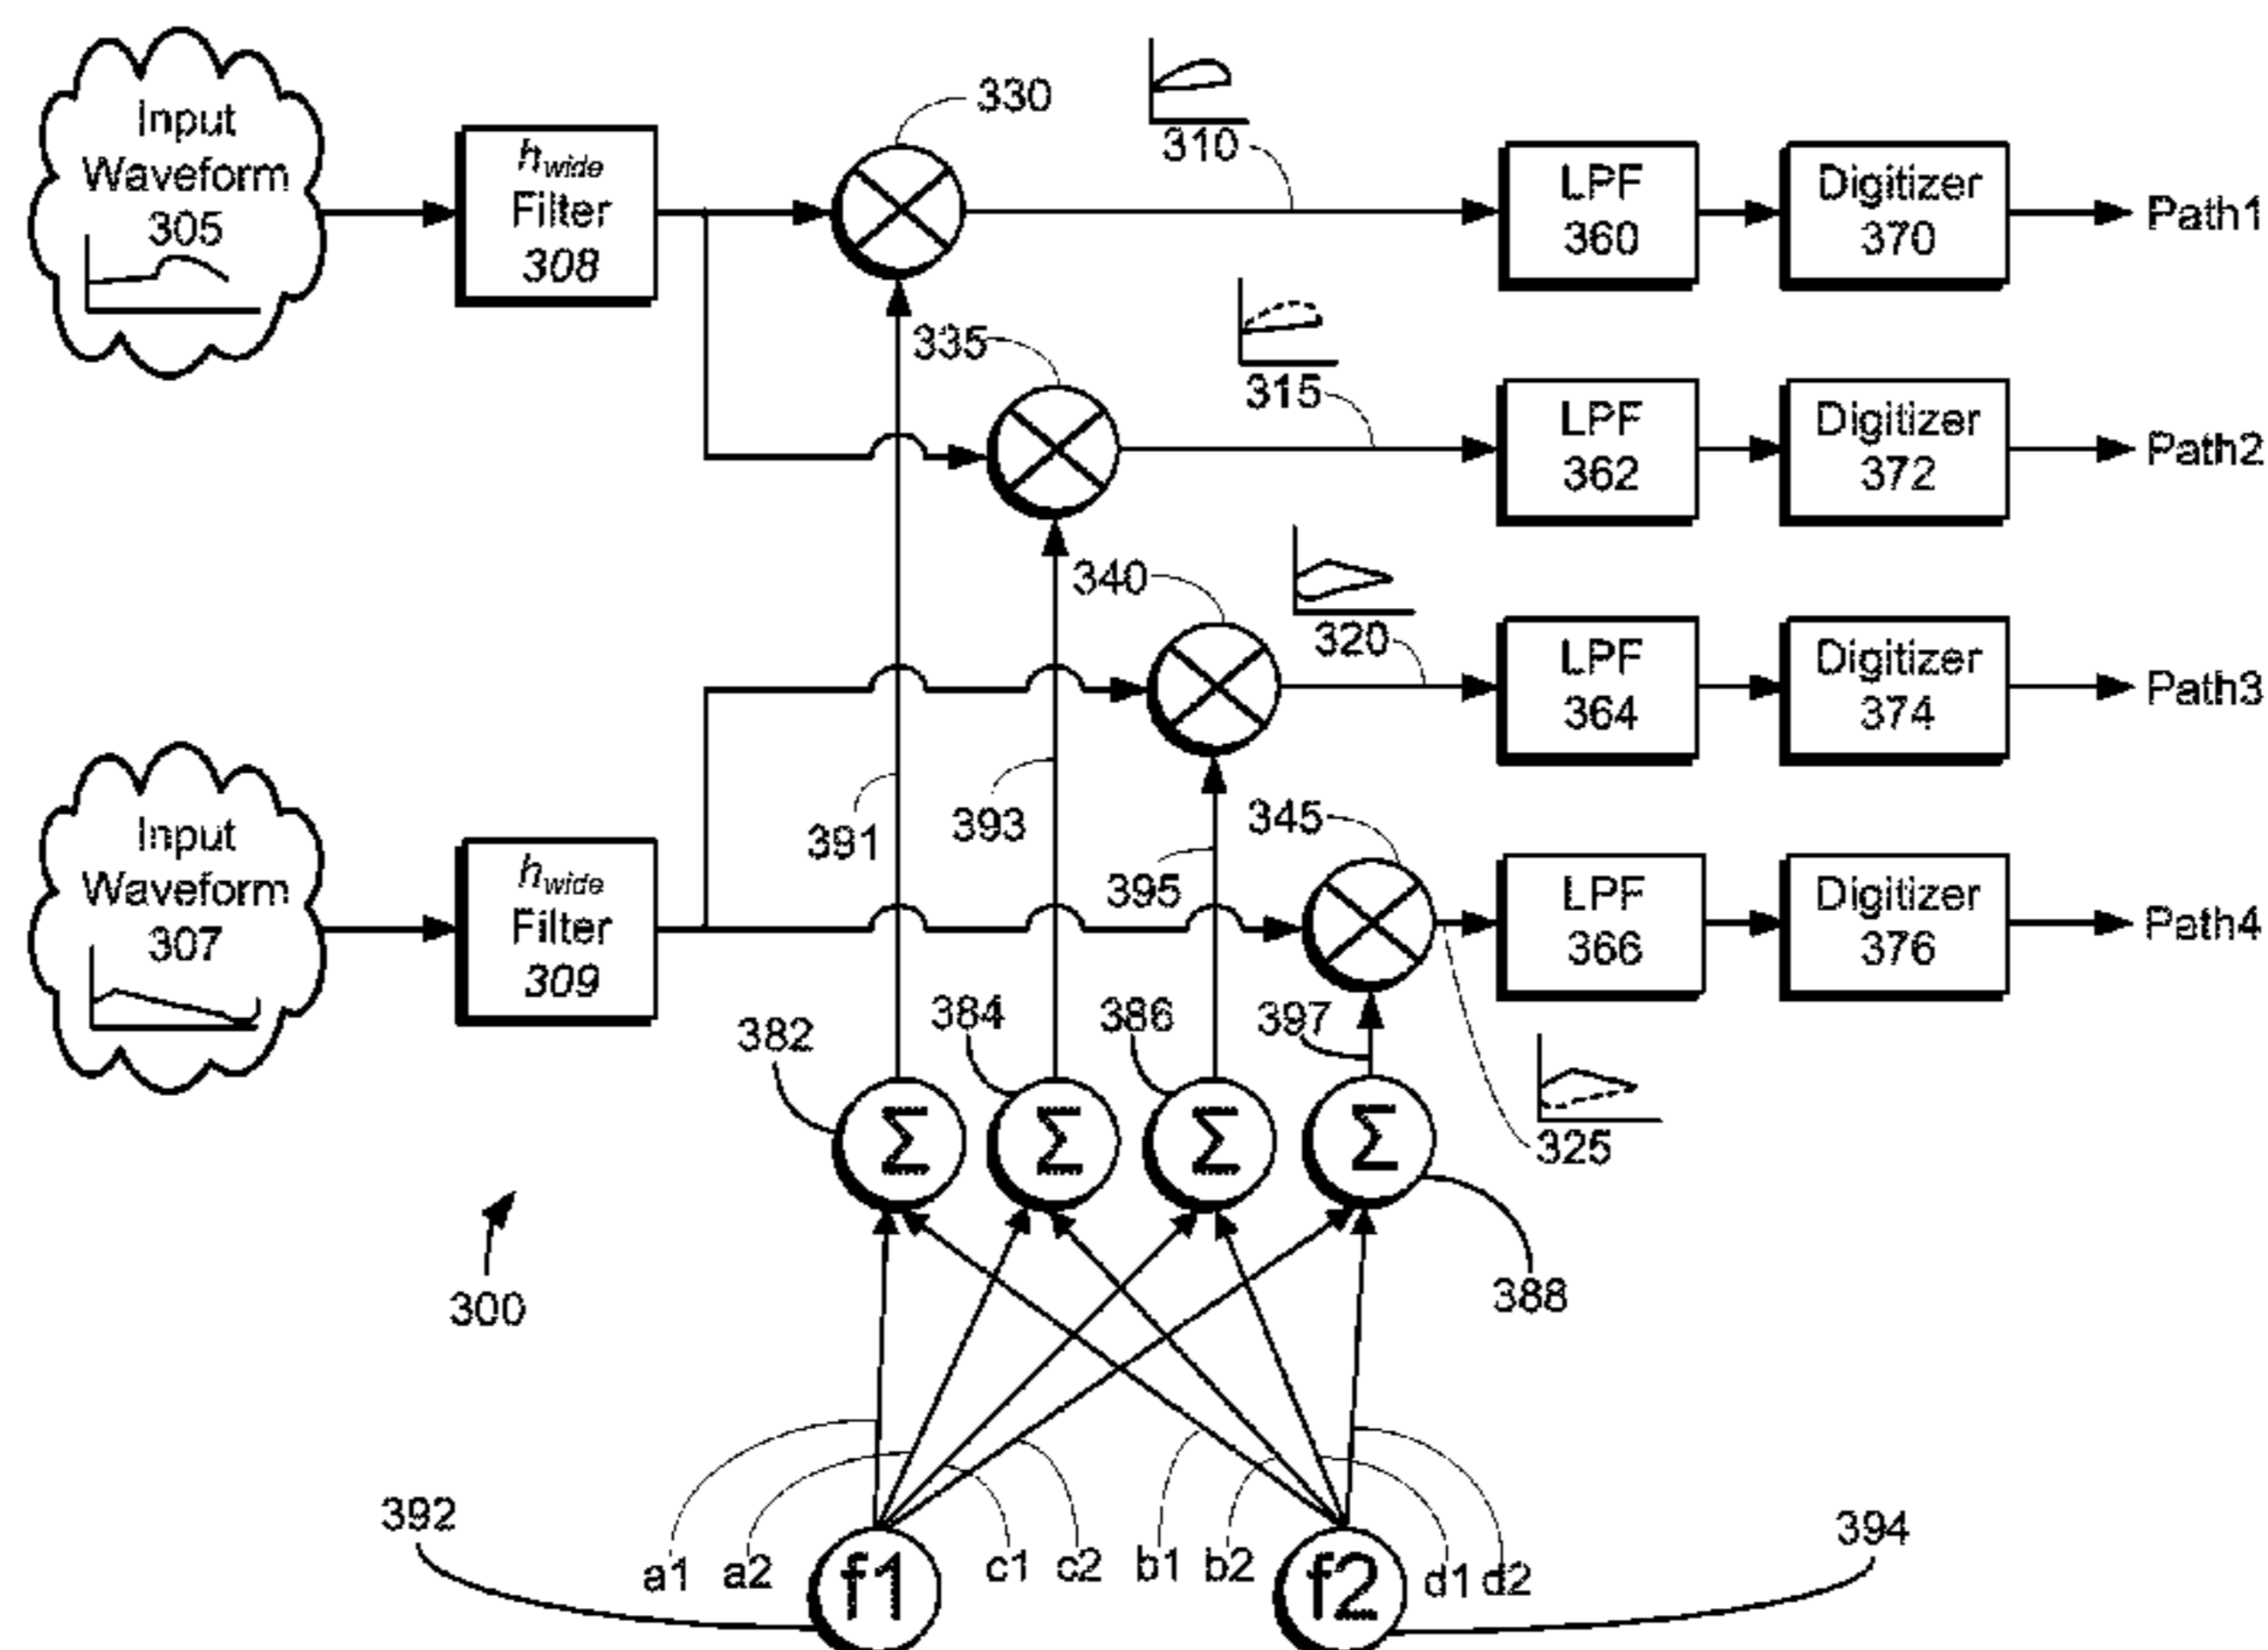 Input
Waveform
305
hwide
Filter
308
330
310
LPF
360
Digitizer
370
Path1
335
315
LPF
362
Digitizer
372
Path2
340
320
LPF
364
Digitizer
374
Path3
Input
Waveform
307
hwide
Filter
309
391
393
395
345
LPF
366
Digitizer
376
Path4
382
384
386
397
325
Σ
Σ
Σ
Σ
300
388
392
a1
a2
f1
c1
c2
b1
b2
f2
d1
d2
394